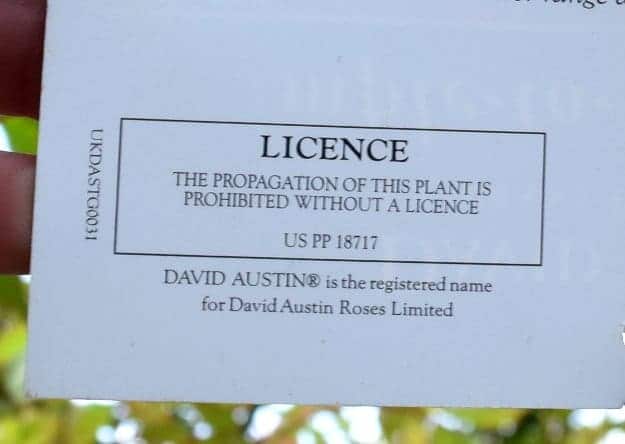 range
LICENCE
THE PROPAGATION OF THIS PLANT IS
PROHIBITED WITHOUT A LICENCE
US PP 18717
DAVID AUSTIN® is the registered name
for David Austin Roses Limited
UKDASTG0031